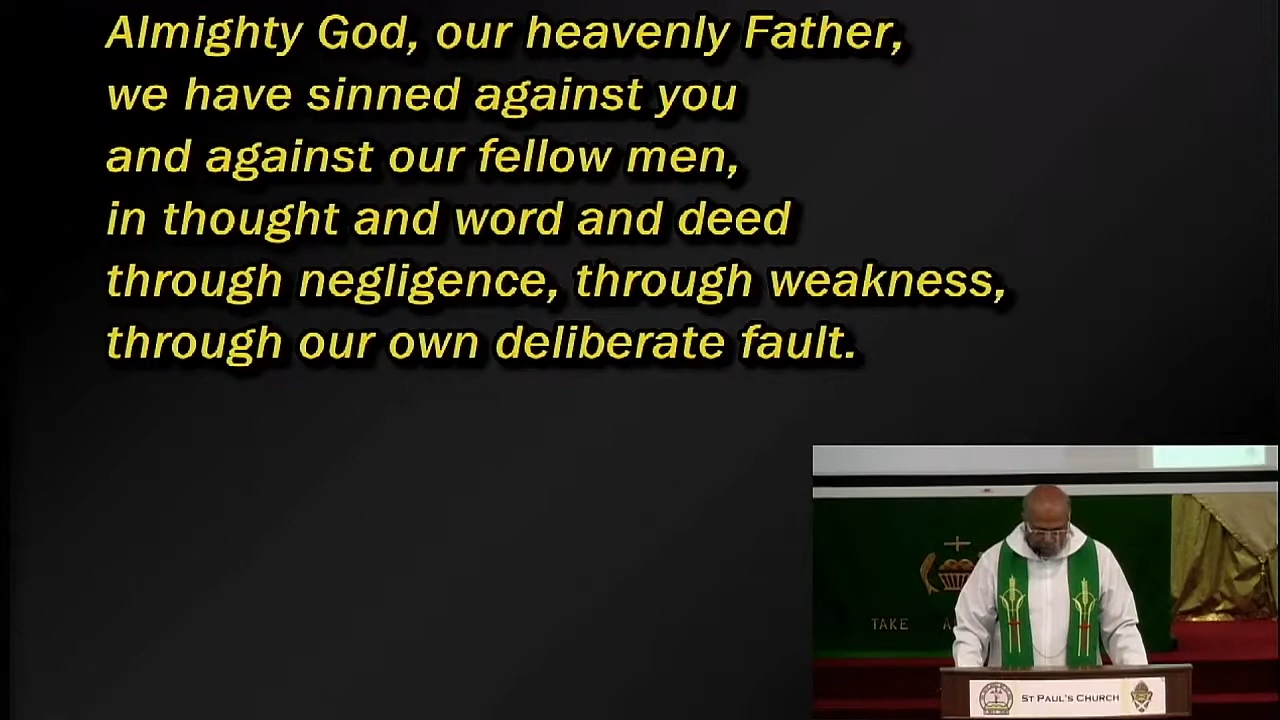 Almighty God, our heavenly Father,
we have sinned against you
and against our fellow men,
in thought and word and deed
through negligence, through weakness,
through our own deliberate fault.
TAKE
ST PAUL'S CHURCH